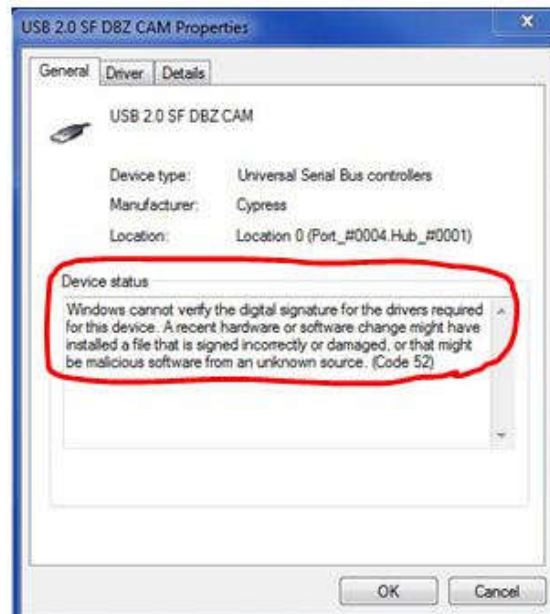 USB 2.0 SF DBZ CAM Properties
x
General Driver Details
USB 2.0 SF DBZ CAM
Device type: Universal Serial Bus controllers
Manufacturer: Cypress
Location: Location 0 (Port_#0004.Hub_#0001)
Device status
Windows cannot verify the digital signature for the drivers required
for this device. A recent hardware or software change might have
installed a file that is signed incorrectly or damaged, or that might
be malicious software from an unknown source. (Code 52)
OK Cancel